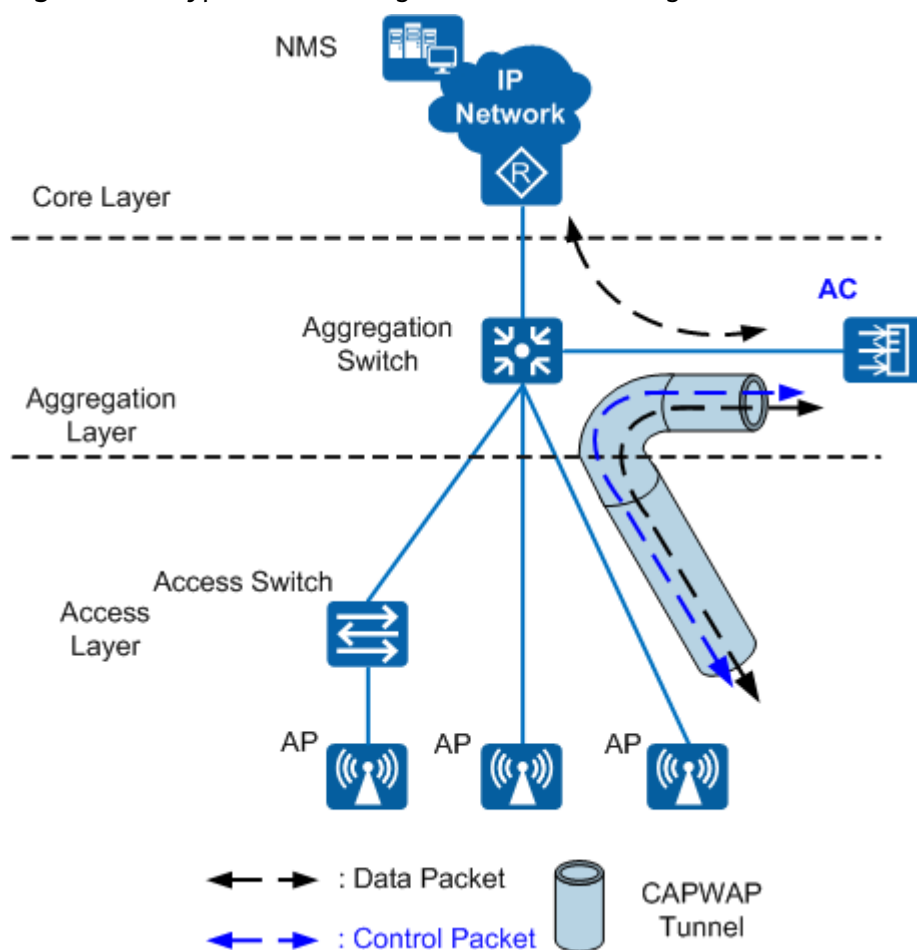 NMS
IP
Network
R
Core Layer
AC
Aggregation
Switch
Aggregation
Layer
Access Switch
Access
Layer
AP
AP
AP
: Data Packet
: Control Packet
CAPWAP
Tunnel